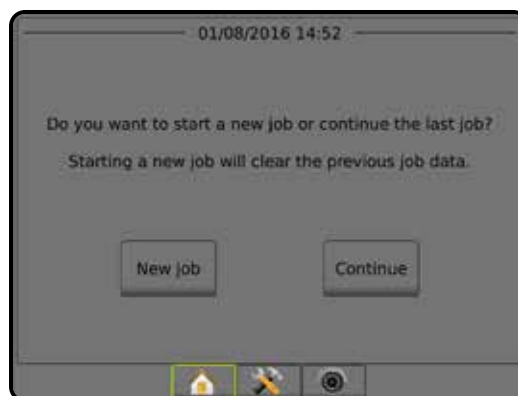 01/08/2016 14:52
Do you want to start a new job or continue the last job?
Starting a new job will clear the previous job data.
New job
Continue